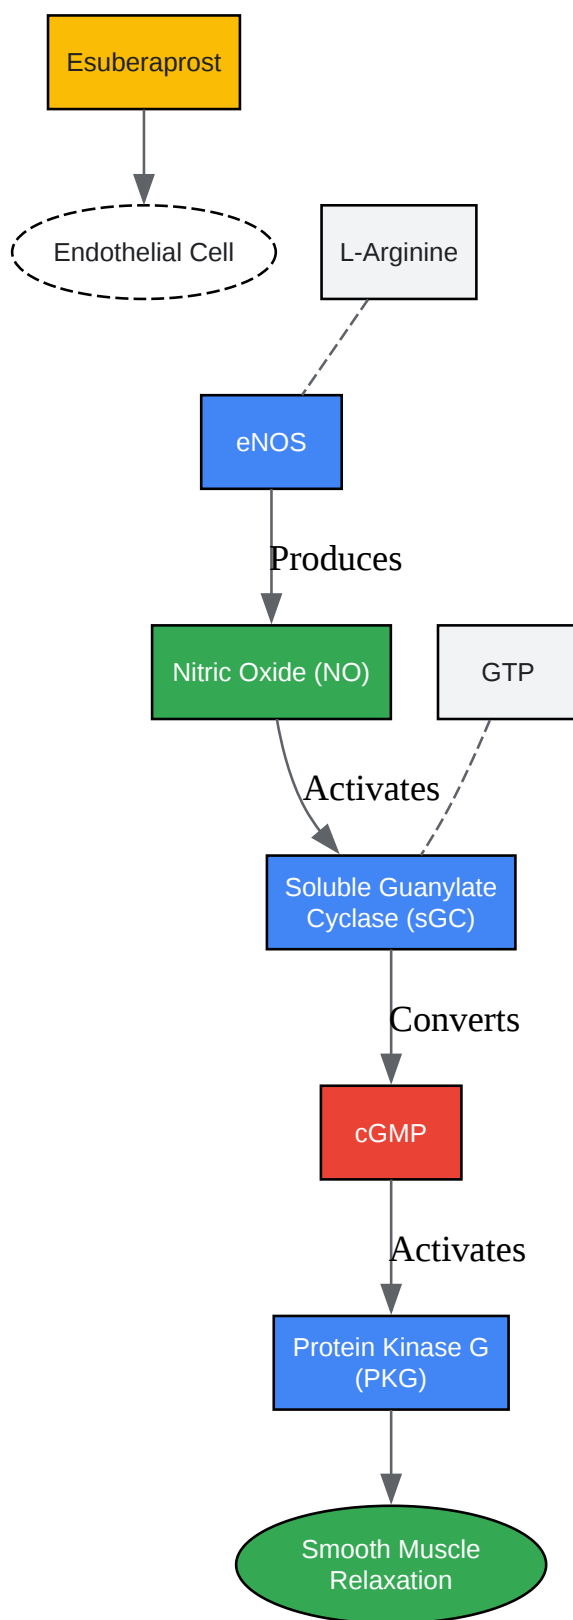 Esuberaprost
Endothelial Cell
L-Arginine
eNOS
Produces
Nitric Oxide (NO)
GTP
Activates
Soluble Guanylate
Cyclase (sGC)
Converts
cGMP
Activates
Protein Kinase G
(PKG)
Smooth Muscle
Relaxation